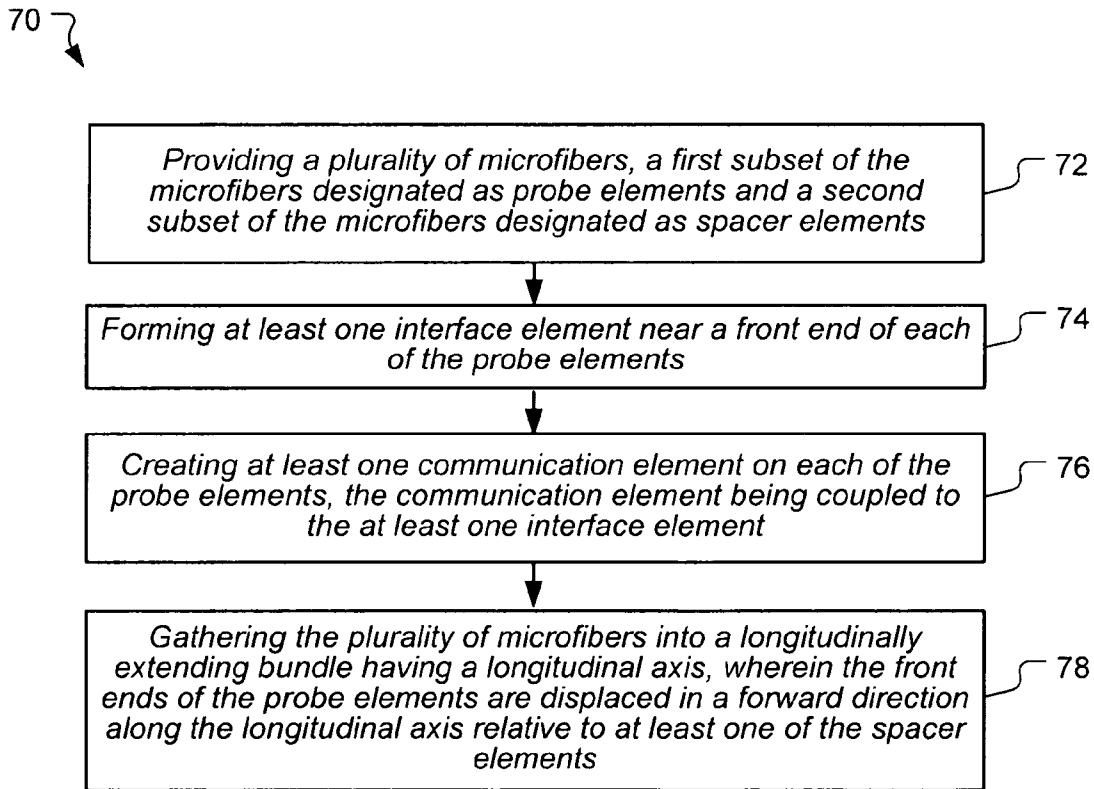 70
Providing a plurality of microfibers, a first subset of the
microfibers designated as probe elements and a second
subset of the microfibers designated as spacer elements
72
Forming at least one interface element near a front end of each
of the probe elements
74
Creating at least one communication element on each of the
probe elements, the communication element being coupled to
the at least one interface element
76
Gathering the plurality of microfibers into a longitudinally
extending bundle having a longitudinal axis, wherein the front
ends of the probe elements are displaced in a forward direction
along the longitudinal axis relative to at least one of the spacer
elements
78